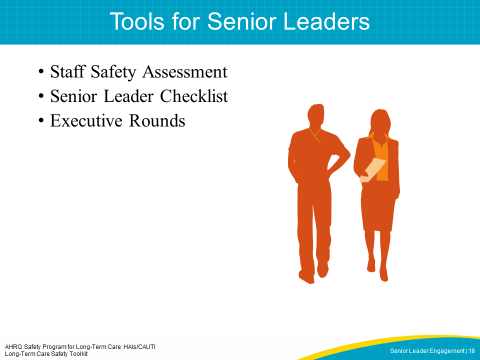 Tools for Senior Leaders
• Staff Safety Assessment
• Senior Leader Checklist
• Executive Rounds
AHRQ Safety Program for Long-Term Care: HAIs/CAUTI
Long-Term Care Safety Toolkit
Senior Leader Engagement | 18